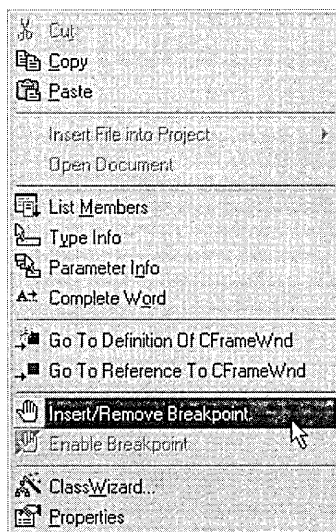 Cut
Copy
Paste
Insert File into Project
Open Document
List Members
Type Info
Parameter Info
Complete Word
Go To Definition Of CFrameWnd
Go To Reference To CFrameWnd
Insert/Remove Breakpoint
Enable Breakpoint
ClassWizard...
Properties